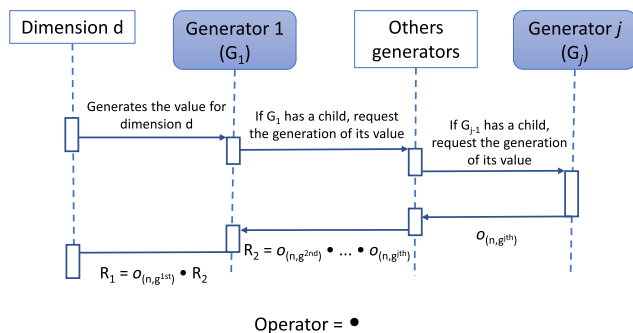 Dimension d
Generator 1
(G₁)
Others
generators
Generator j
(Gⱼ)
Generates the value for
dimension d
If G₁ has a child, request
the generation of its value
If Gⱼ₋₁ has a child,
request the generation
of its value
R₁ = o(n,g1st) • R₂
R₂ = o(n,g2nd) • ... • o(n,gjth)
o(n,gjth)
Operator = •